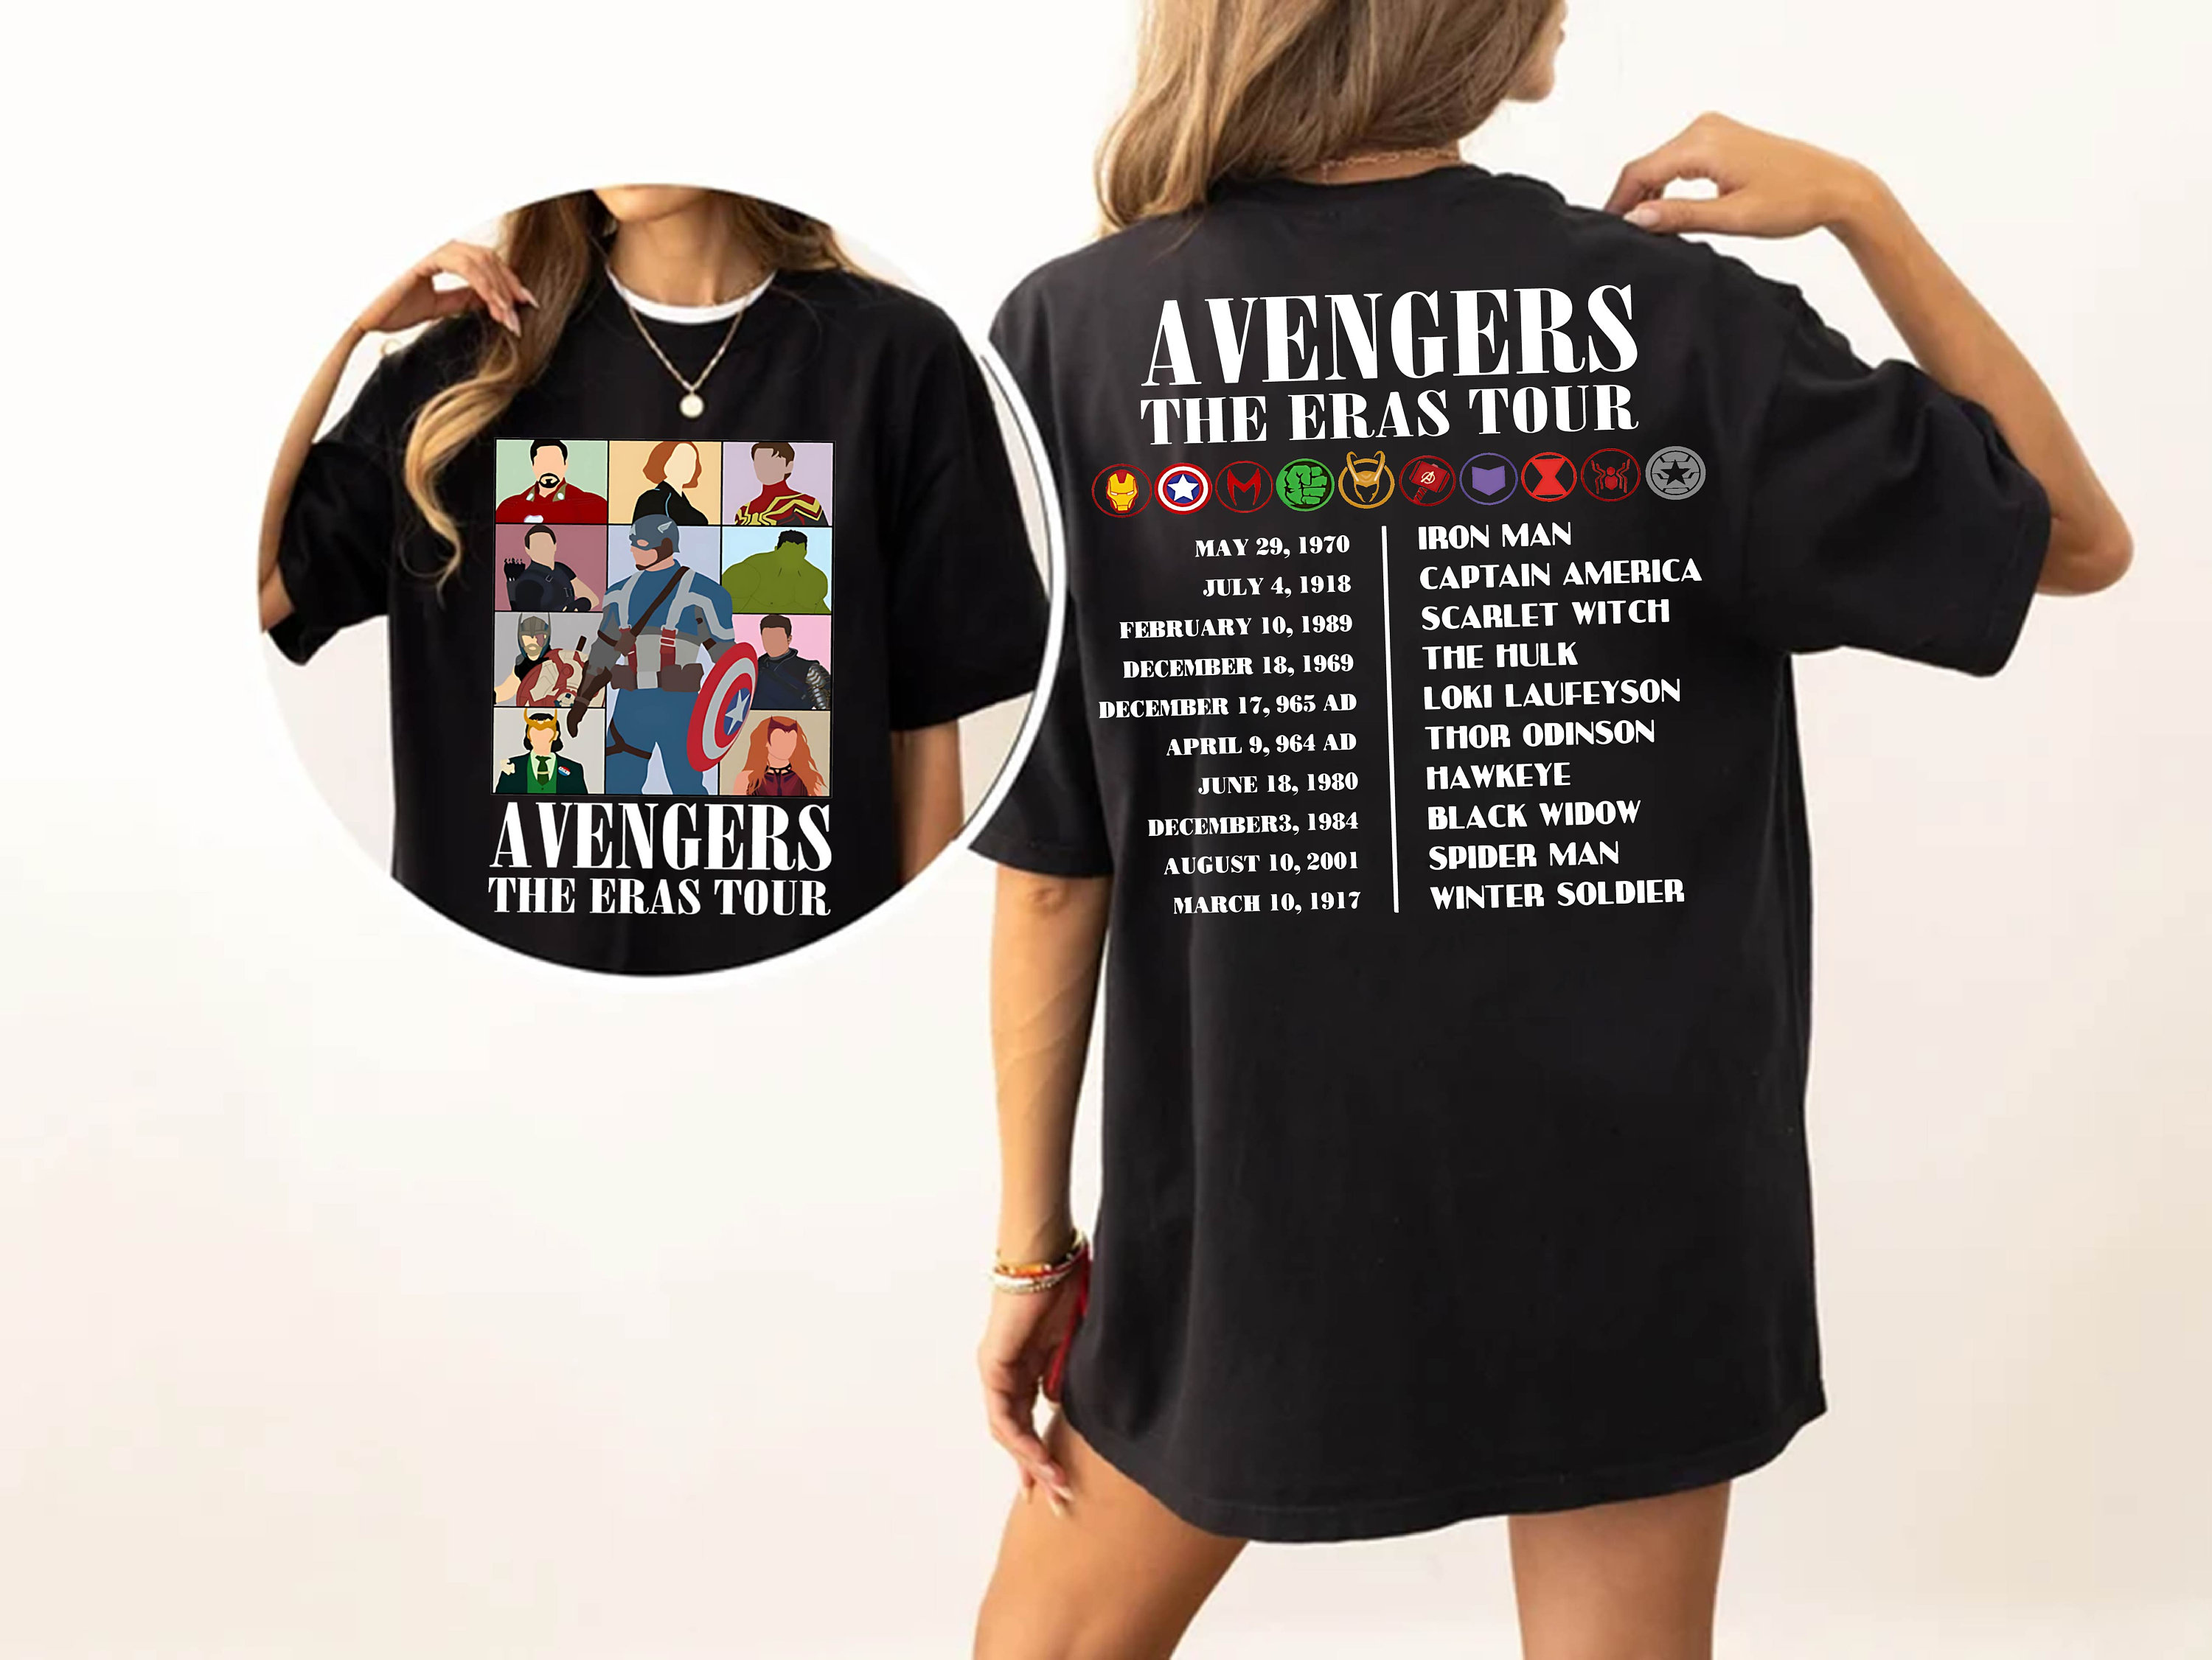 AVENGERS
THE ERAS TOUR
AVENGERS
THE ERAS TOUR
MAY 29, 1970 IRON MAN
JULY 4, 1918 CAPTAIN AMERICA
FEBRUARY 10, 1989 SCARLET WITCH
DECEMBER 18, 1969 THE HULK
DECEMBER 17, 965 AD LOKI LAUFEYSON
APRIL 9, 964 AD THOR ODINSON
JUNE 18, 1980 HAWKEYE
DECEMBER3, 1984 BLACK WIDOW
AUGUST 10, 2001 SPIDER MAN
MARCH 10, 1917 WINTER SOLDIER